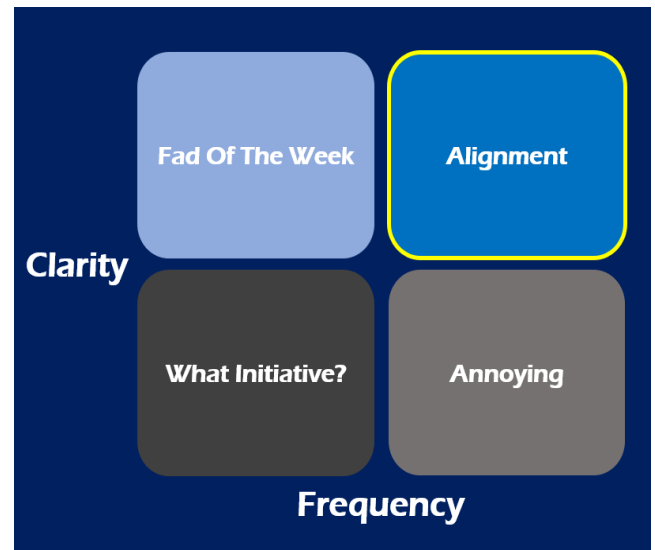 Fad Of The Week
Alignment
Clarity
What Initiative?
Annoying
Frequency